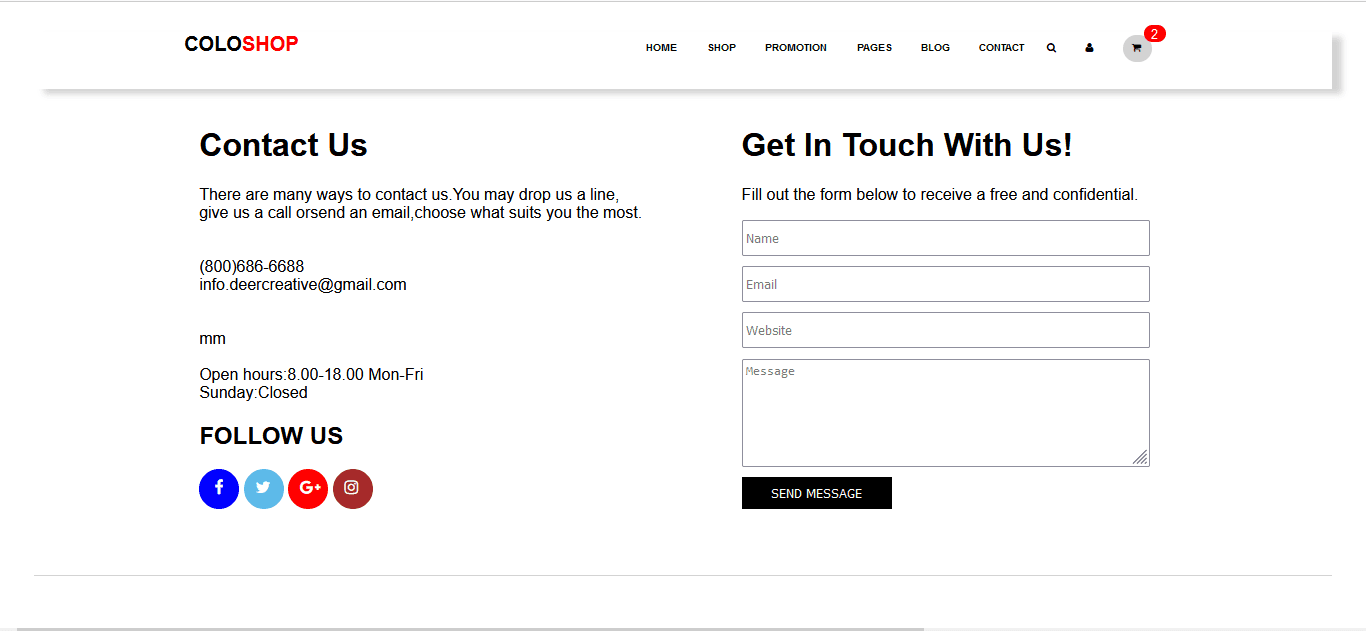 COLOSHOP
HOME SHOP PROMOTION PAGES BLOG CONTACT 2
Contact Us
There are many ways to contact us.You may drop us a line,
give us a call orsend an email,choose what suits you the most.
(800)686-6688
info.deercreative@gmail.com
mm
Open hours:8.00-18.00 Mon-Fri
Sunday:Closed
FOLLOW US
Get In Touch With Us!
Fill out the form below to receive a free and confidential.
Name
Email
Website
Message
SEND MESSAGE